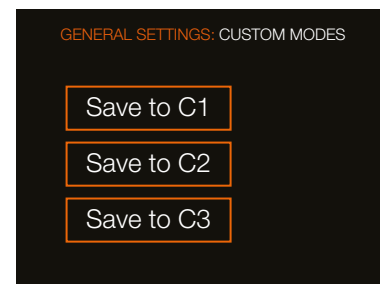 GENERAL SETTINGS: CUSTOM MODES
Save to C1
Save to C2
Save to C3